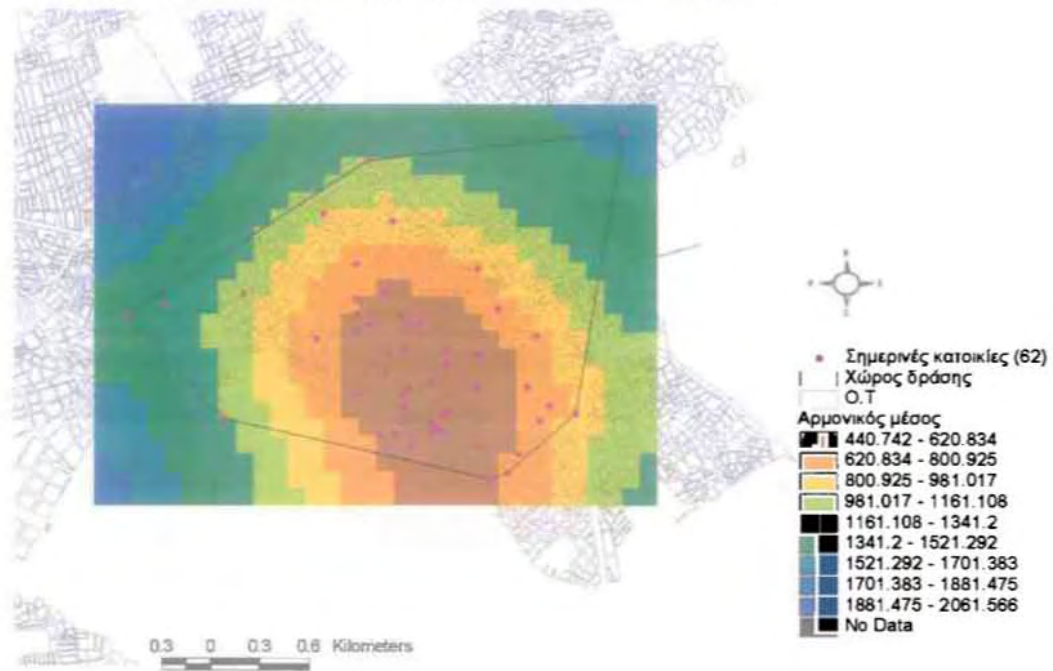 Σημερινές κατοικίες (62)
Χώρος δράσης
Ο.Τ
Αρμονικός μέσος
440.742 - 620.834
620.834 - 800.925
800.925 - 981.017
981.017 - 1161.108
1161.108 - 1341.2
1341.2 - 1521.292
1521.292 - 1701.383
1701.383 - 1881.475
1881.475 - 2061.566
No Data
0.3 0 0.3 0.6 Kilometers